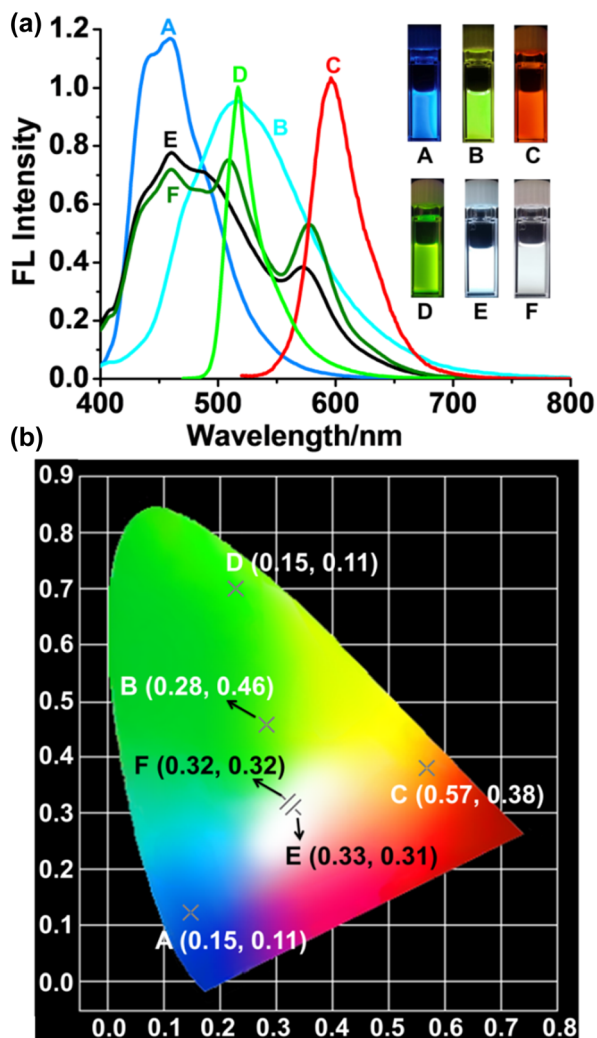 (a)
FL Intensity
1.2
1.0
0.8
0.6
0.4
0.2
0.0
A
D
C
B
E
F
A B C
D E F
400 500 600 700 800
Wavelength/nm
(b)
0.9
0.8
0.7
0.6
0.5
0.4
0.3
0.2
0.1
0.0
D (0.15, 0.11)
B (0.28, 0.46)
F (0.32, 0.32)
C (0.57, 0.38)
E (0.33, 0.31)
A (0.15, 0.11)
0.0 0.1 0.2 0.3 0.4 0.5 0.6 0.7 0.8